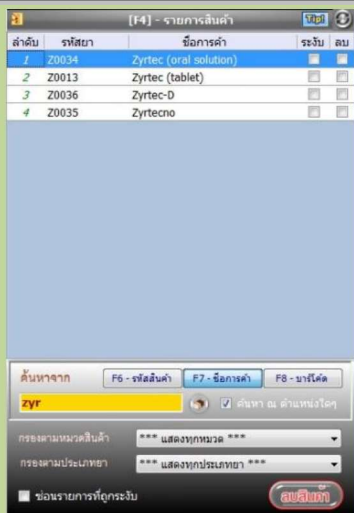 [F4] - รายการสินค้า Tip!
ลำดับ รหัสยา ชื่อการค้า ระงับ ลบ
1 Z0034 Zyrtec (oral solution)
2 Z0013 Zyrtec (tablet)
3 Z0036 Zyrtec-D
4 Z0035 Zyrtecno
ค้นหาจาก F6 - รหัสสินค้า F7 - ชื่อการค้า F8 - บาร์โค้ด
zyr ค้นหา ณ ตำแหน่งใดๆ
กรองตามหมวดสินค้า *** แสดงทุกหมวด ***
กรองตามประเภทยา *** แสดงทุกประเภทยา ***
ซ่อนรายการที่ถูกระงับ ลบสินค้า